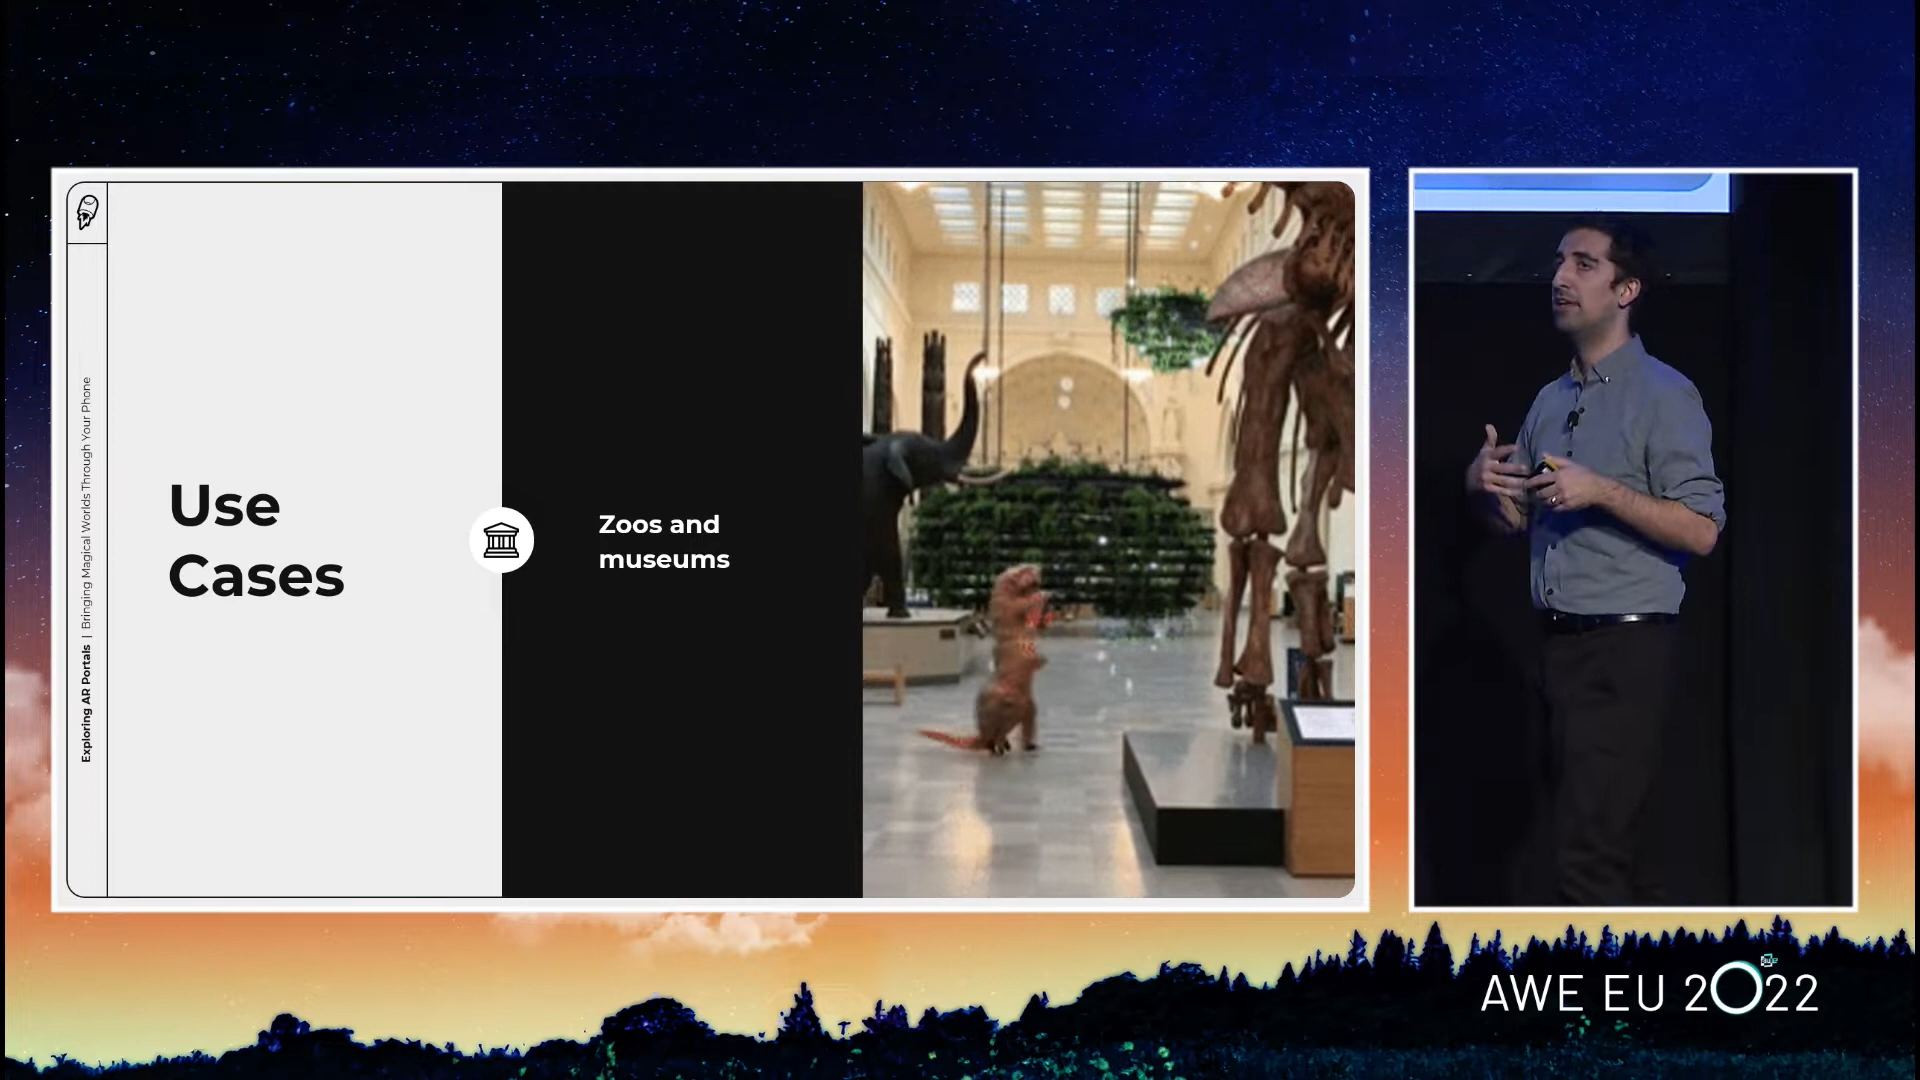 Exploring AR Portals | Bringing Magical Worlds Through Your Phone
Use
Cases
Zoos and
museums
AWE EU 2022